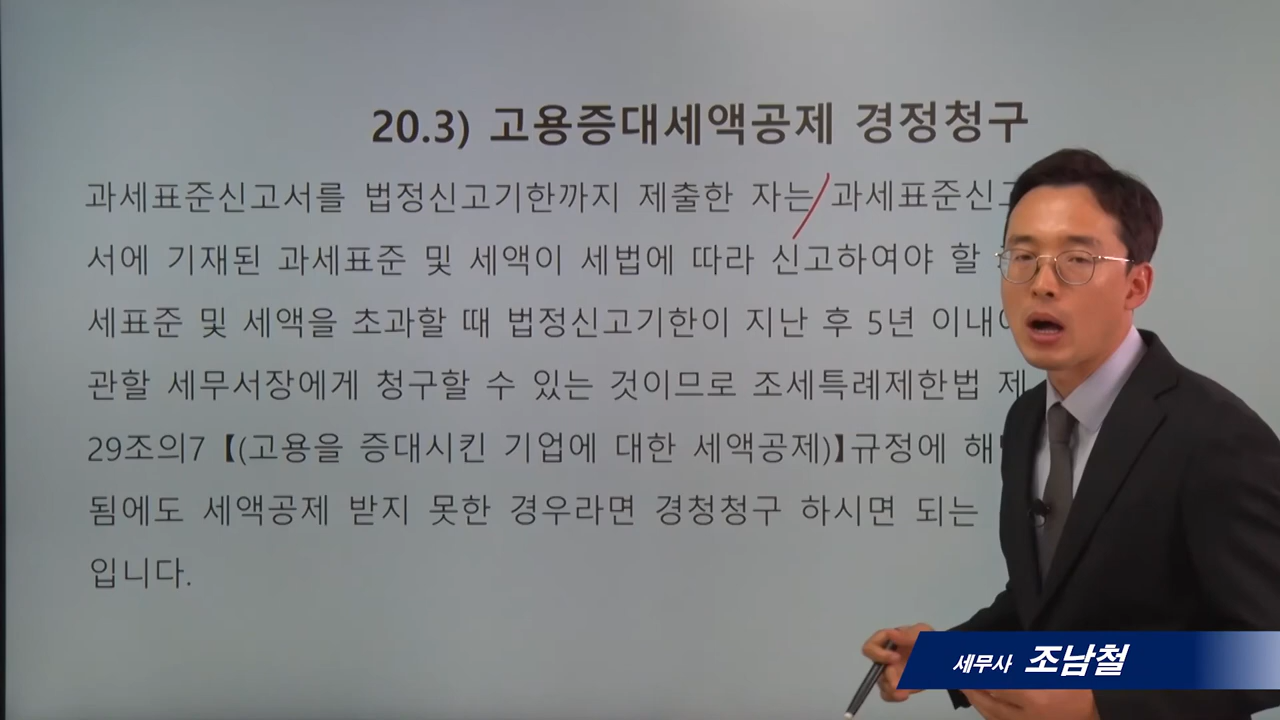 20.3) 고용증대세액공제 경정청구
과세표준신고서를 법정신고기한까지 제출한 자는 과세표준신고
서에 기재된 과세표준 및 세액이 세법에 따라 신고하여야 할
세표준 및 세액을 초과할 때 법정신고기한이 지난 후 5년 이내
관할 세무서장에게 청구할 수 있는 것이므로 조세특례제한법 제
29조의7【(고용을 증대시킨 기업에 대한 세액공제)】규정에
됨에도 세액공제 받지 못한 경우라면 경청청구 하시면 되는
입니다.
세무사 조남철